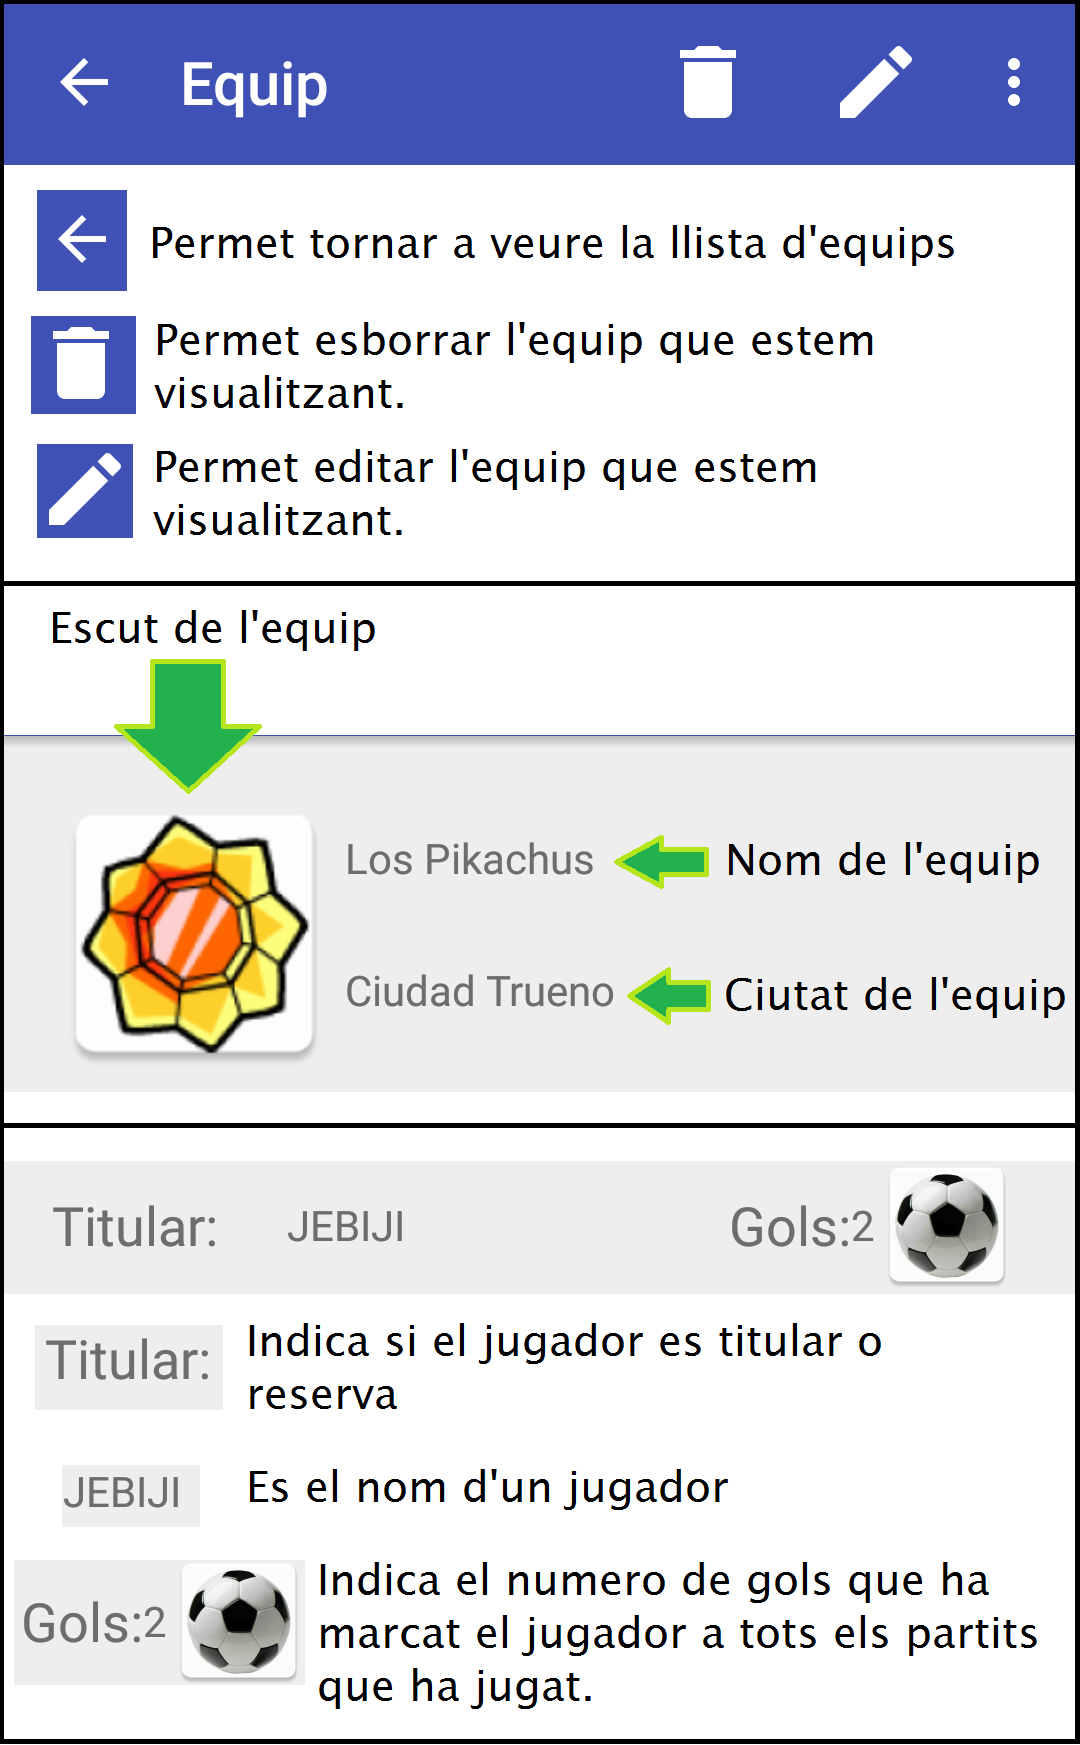 Equip
Permet tornar a veure la llista d'equips
Permet esborrar l'equip que estem
visualitzant.
Permet editar l'equip que estem
visualitzant.
Escut de l'equip
Los Pikachus
Nom de l'equip
Ciudad Trueno
Ciutat de l'equip
Titular: JEBIJI Gols:2
Titular:
Indica si el jugador es titular o
reserva
JEBIJI
Es el nom d'un jugador
Gols:2
Indica el numero de gols que ha
marcat el jugador a tots els partits
que ha jugat.